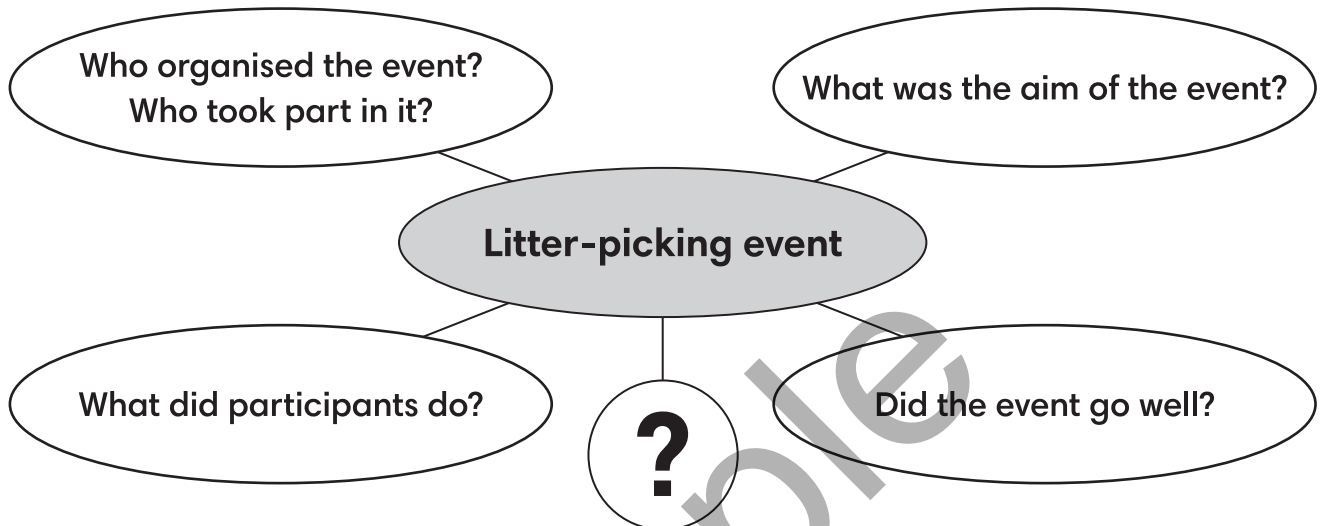 Who organised the event?
Who took part in it?
What was the aim of the event?
Litter-picking event
What did participants do?
?
Did the event go well?